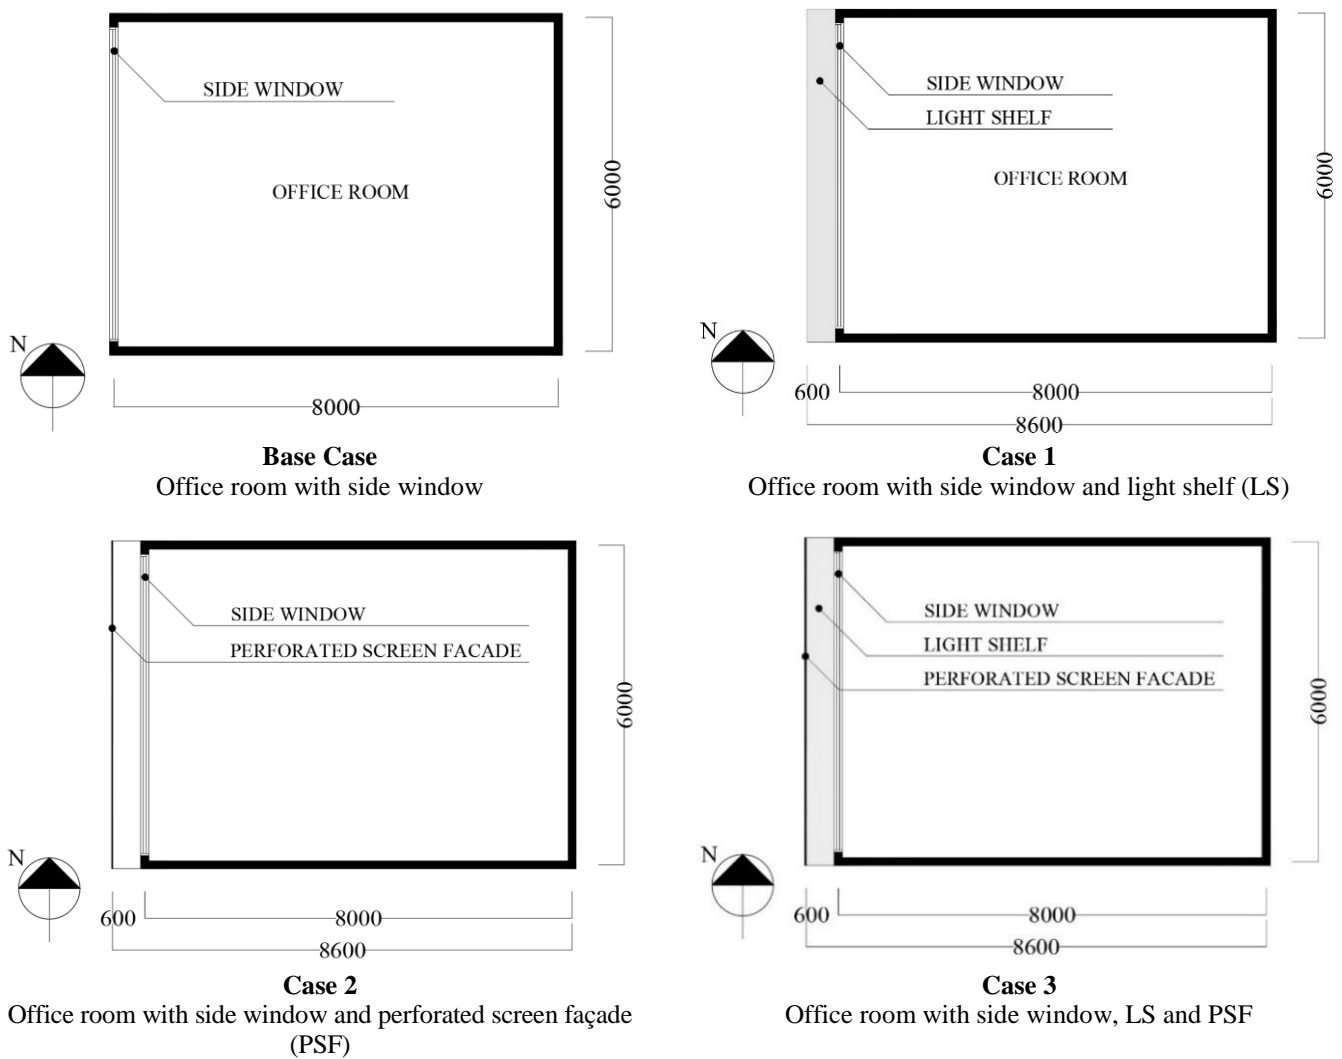 SIDE WINDOW
OFFICE ROOM
6000
N
8000
Base Case
Office room with side window
SIDE WINDOW
LIGHT SHELF
OFFICE ROOM
6000
N
600
8000
8600
Case 1
Office room with side window and light shelf (LS)
SIDE WINDOW
PERFORATED SCREEN FACADE
6000
N
600
8000
8600
Case 2
Office room with side window and perforated screen façade
(PSF)
SIDE WINDOW
LIGHT SHELF
PERFORATED SCREEN FACADE
6000
N
600
8000
8600
Case 3
Office room with side window, LS and PSF